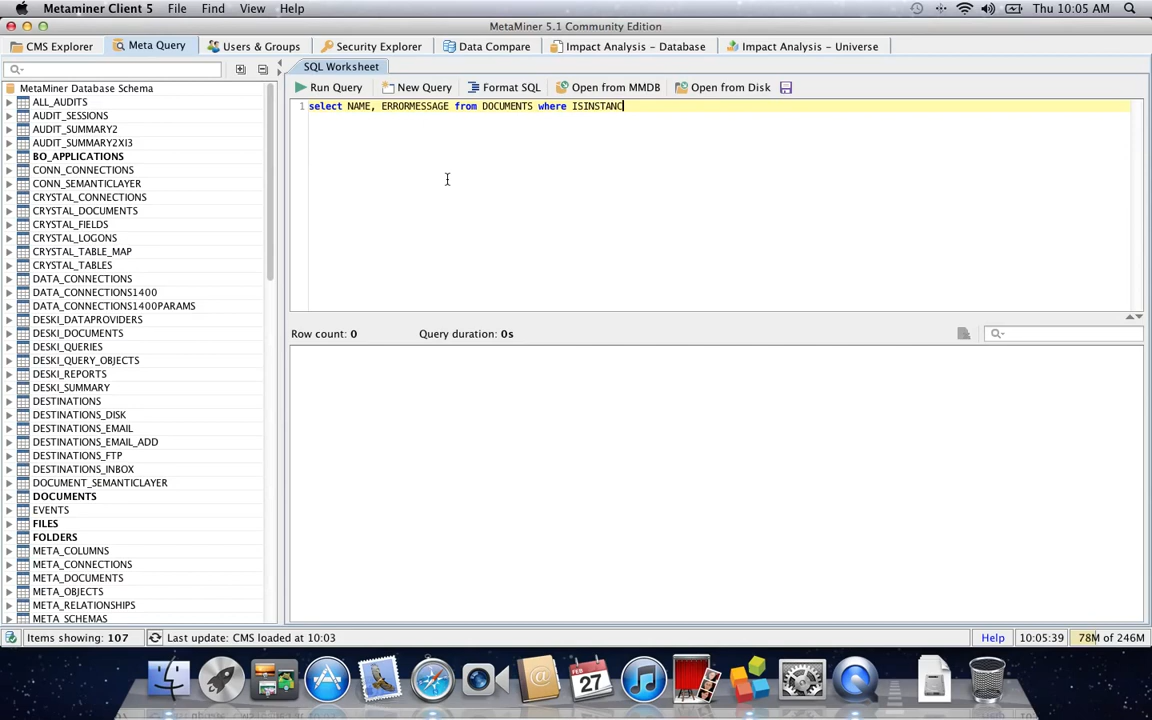 Metaminer Client 5 File Find View Help Thu 10:05 AM
MetaMiner 5.1 Community Edition
CMS Explorer Meta Query Users & Groups Security Explorer Data Compare Impact Analysis - Database Impact Analysis - Universe
SQL Worksheet
Run Query New Query Format SQL Open from MMDB Open from Disk
1 select NAME, ERRORMESSAGE from DOCUMENTS where ISINSTANC
Row count: 0 Query duration: 0s
MetaMiner Database Schema
ALL_AUDITS
AUDIT_SESSIONS
AUDIT_SUMMARY2
AUDIT_SUMMARY2XI3
BO_APPLICATIONS
CONN_CONNECTIONS
CONN_SEMANTICLAYER
CRYSTAL_CONNECTIONS
CRYSTAL_DOCUMENTS
CRYSTAL_FIELDS
CRYSTAL_LOGONS
CRYSTAL_TABLE_MAP
CRYSTAL_TABLES
DATA_CONNECTIONS
DATA_CONNECTIONS1400
DATA_CONNECTIONS1400PARAMS
DESKI_DATAPROVIDERS
DESKI_DOCUMENTS
DESKI_QUERIES
DESKI_QUERY_OBJECTS
DESKI_REPORTS
DESKI_SUMMARY
DESTINATIONS
DESTINATIONS_DISK
DESTINATIONS_EMAIL
DESTINATIONS_EMAIL_ADD
DESTINATIONS_FTP
DESTINATIONS_INBOX
DOCUMENT_SEMANTICLAYER
DOCUMENTS
EVENTS
FILES
FOLDERS
META_COLUMNS
META_CONNECTIONS
META_DOCUMENTS
META_OBJECTS
META_RELATIONSHIPS
META_SCHEMAS
Items showing: 107 Last update: CMS loaded at 10:03 Help 10:05:39 78M of 246M
FEB
27